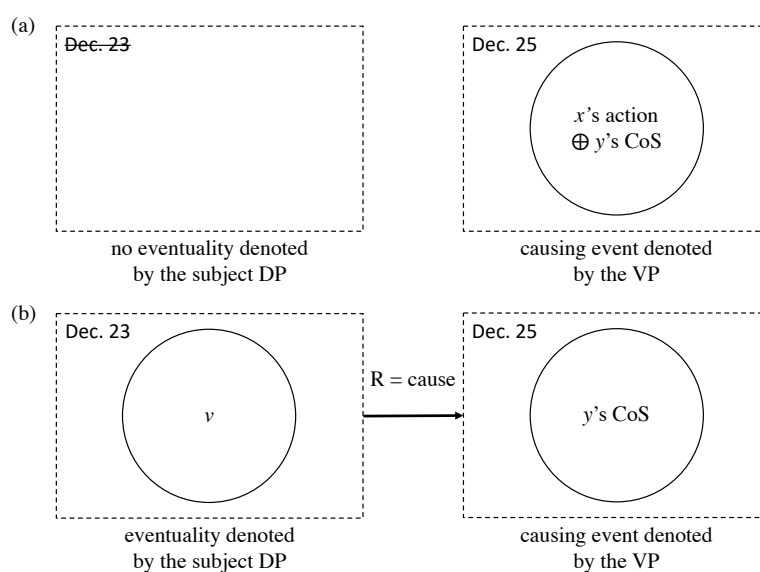 (a)
Dec. 23
no eventuality denoted
by the subject DP
Dec. 25
x's action
⊕ y's CoS
causing event denoted
by the VP
(b)
Dec. 23
v
eventuality denoted
by the subject DP
R = cause
Dec. 25
y's CoS
causing event denoted
by the VP